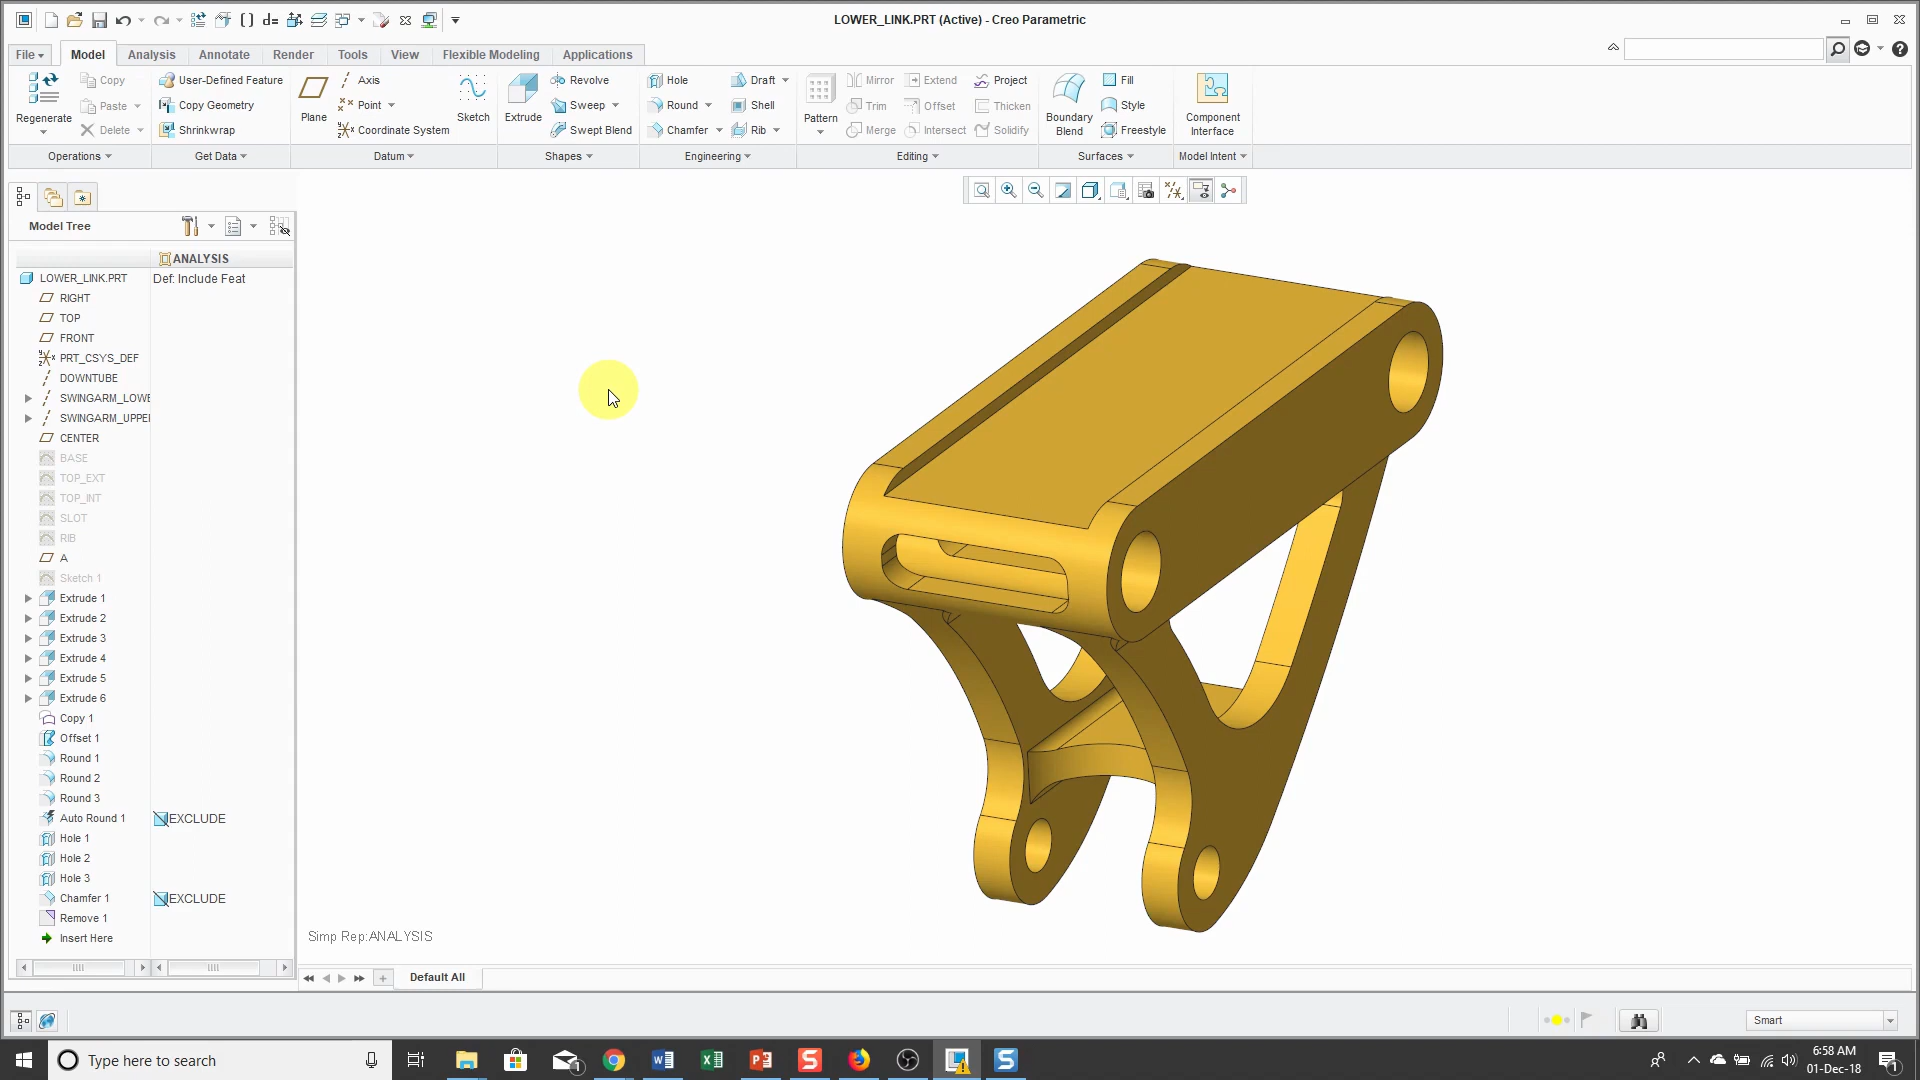 LOWER_LINK.PRT (Active) - Creo Parametric
File Model Analysis Annotate Render Tools View Flexible Modeling Applications
Regenerate
Copy
Paste
Delete
Operations
User-Defined Feature
Copy Geometry
Shrinkwrap
Get Data
Plane
Axis
Point
Coordinate System
Sketch
Datum
Extrude
Revolve
Sweep
Swept Blend
Shapes
Hole
Round
Chamfer
Draft
Shell
Rib
Engineering
Pattern
Mirror
Trim
Merge
Extend
Offset
Intersect
Project
Thicken
Solidify
Editing
Boundary
Blend
Fill
Style
Freestyle
Surfaces
Component
Interface
Model Intent
Model Tree
ANALYSIS
LOWER_LINK.PRT Def: Include Feat
RIGHT
TOP
FRONT
PRT_CSYS_DEF
DOWNTUBE
SWINGARM_LOWE
SWINGARM_UPPE
CENTER
BASE
TOP_EXT
TOP_INT
SLOT
RIB
A
Sketch 1
Extrude 1
Extrude 2
Extrude 3
Extrude 4
Extrude 5
Extrude 6
Copy 1
Offset 1
Round 1
Round 2
Round 3
Auto Round 1 EXCLUDE
Hole 1
Hole 2
Hole 3
Chamfer 1 EXCLUDE
Remove 1
Insert Here
Simp Rep:ANALYSIS
Default All
Smart
Type here to search
6:58 AM
01-Dec-18